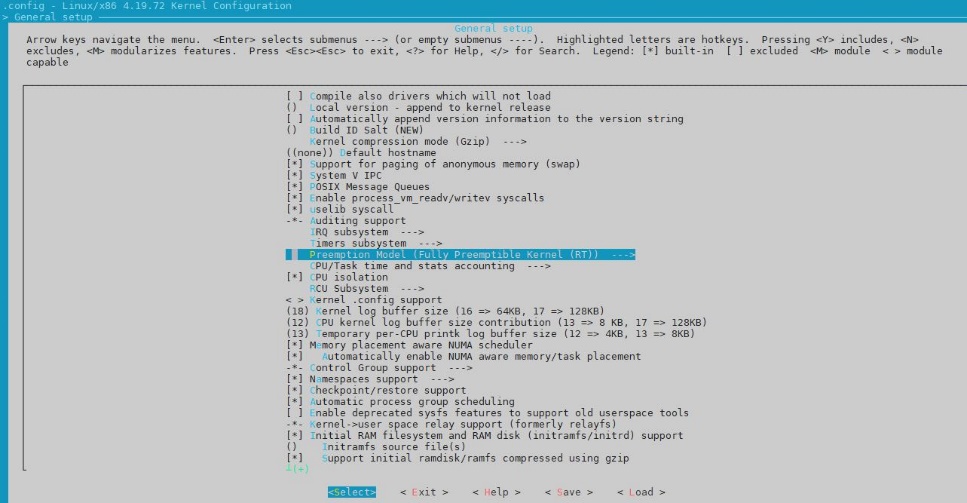 .config - Linux/x86 4.19.72 Kernel Configuration
> General setup
General setup
Arrow keys navigate the menu.  <Enter> selects submenus ---> (or empty submenus ----).  Highlighted letters are hotkeys.  Pressing <Y> includes, <N>
excludes, <M> modularizes features.  Press <Esc><Esc> to exit, <?> for Help, </> for Search.  Legend: [*] built-in  [ ] excluded  <M> module  < > module
capable
[ ] Compile also drivers which will not load
()  Local version - append to kernel release
[ ] Automatically append version information to the version string
()  Build ID Salt (NEW)
Kernel compression mode (Gzip)  --->
((none)) Default hostname
[*] Support for paging of anonymous memory (swap)
[*] System V IPC
[*] POSIX Message Queues
[*] Enable process_vm_readv/writev syscalls
[*] uselib syscall
-*- Auditing support
IRQ subsystem  --->
Timers subsystem  --->
Preemption Model (Fully Preemptible Kernel (RT))  --->
CPU/Task time and stats accounting  --->
[*] CPU isolation
RCU Subsystem  --->
< > Kernel .config support
(18) Kernel log buffer size (16 => 64KB, 17 => 128KB)
(12) CPU kernel log buffer size contribution (13 => 8 KB, 17 => 128KB)
(13) Temporary per-CPU printk log buffer size (12 => 4KB, 13 => 8KB)
[*] Memory placement aware NUMA scheduler
[*]   Automatically enable NUMA aware memory/task placement
-*- Control Group support  --->
[*] Namespaces support  --->
[*] Checkpoint/restore support
[*] Automatic process group scheduling
[ ] Enable deprecated sysfs features to support old userspace tools
-*- Kernel->user space relay support (formerly relayfs)
[*] Initial RAM filesystem and RAM disk (initramfs/initrd) support
()    Initramfs source file(s)
[*]   Support initial ramdisk/ramfs compressed using gzip
┴(+)
<Select>    < Exit >    < Help >    < Save >    < Load >